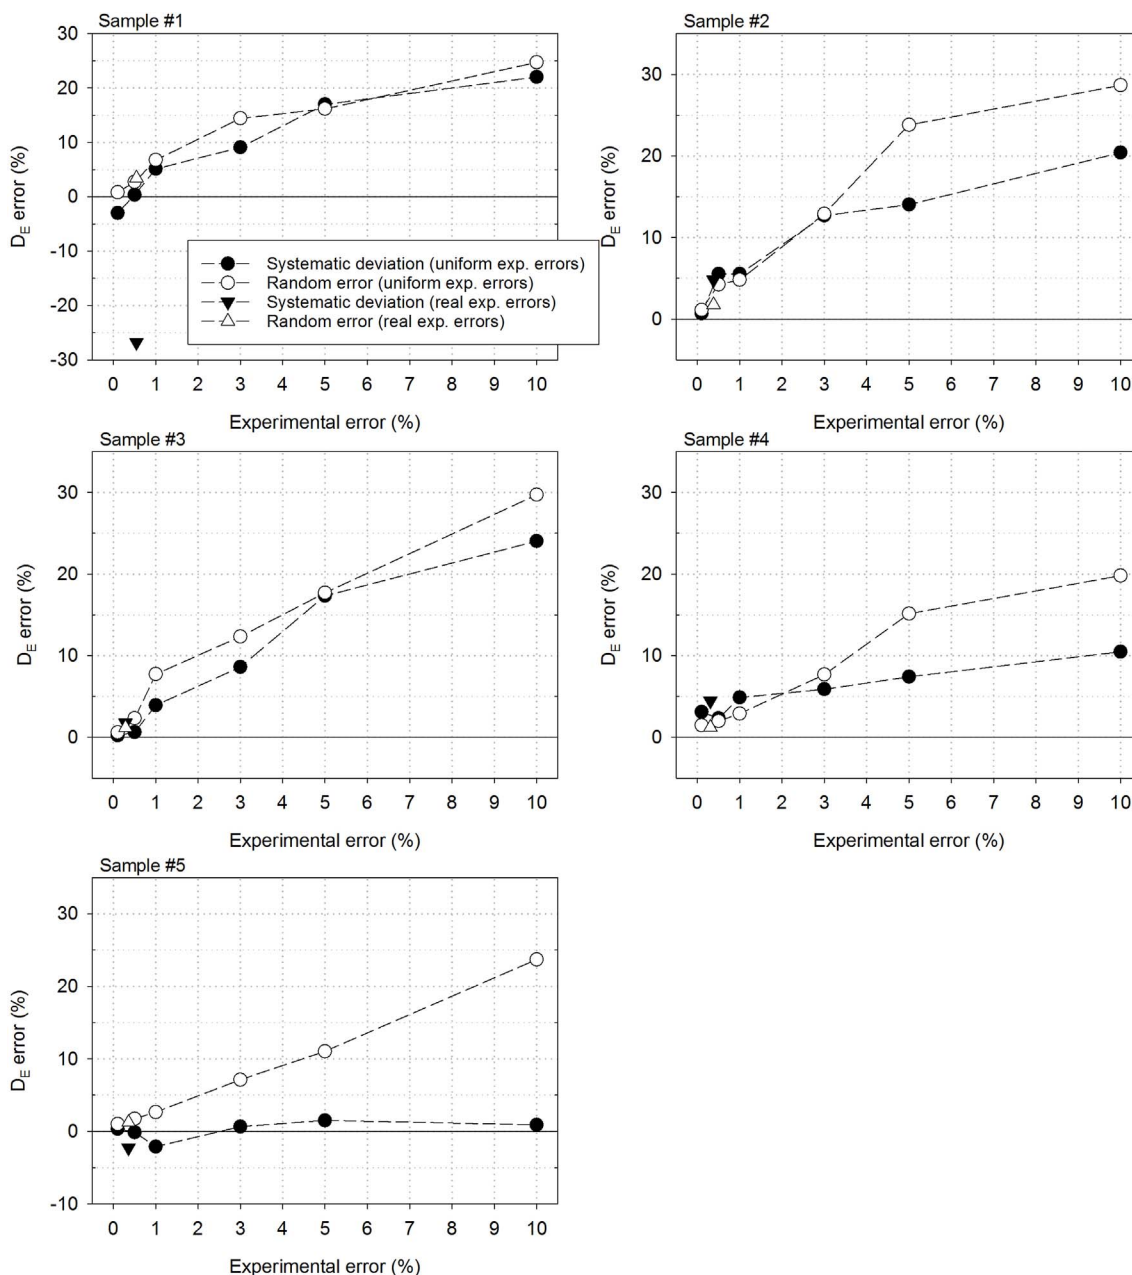 Sample #1
30
20
10
0
-10
-20
-30
D_E error (%)
Systematic deviation (uniform exp. errors)
Random error (uniform exp. errors)
Systematic deviation (real exp. errors)
Random error (real exp. errors)
0 1 2 3 4 5 6 7 8 9 10
Experimental error (%)
Sample #2
30
20
10
0
D_E error (%)
0 1 2 3 4 5 6 7 8 9 10
Experimental error (%)
Sample #3
30
20
10
0
D_E error (%)
0 1 2 3 4 5 6 7 8 9 10
Experimental error (%)
Sample #4
30
20
10
0
D_E error (%)
0 1 2 3 4 5 6 7 8 9 10
Experimental error (%)
Sample #5
30
20
10
0
-10
D_E error (%)
0 1 2 3 4 5 6 7 8 9 10
Experimental error (%)